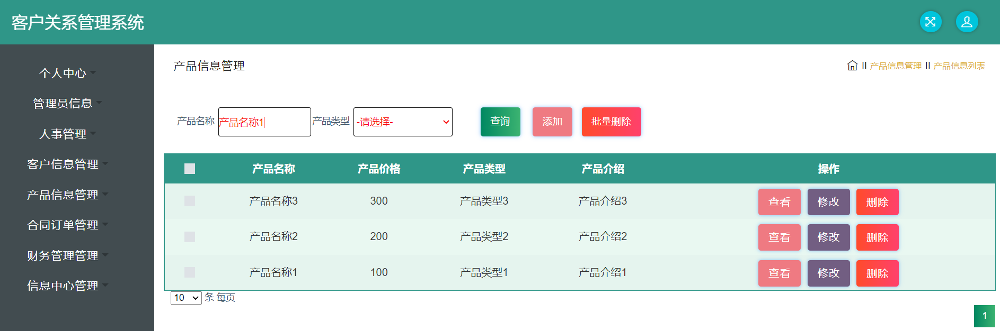 客户关系管理系统
个人中心
管理员信息
人事管理
客户信息管理
产品信息管理
合同订单管理
财务管理管理
信息中心管理
产品信息管理
产品信息管理 产品信息列表
产品名称 产品名称1 产品类型 -请选择- 查询 添加 批量删除
产品名称 产品价格 产品类型 产品介绍 操作
产品名称3 300 产品类型3 产品介绍3 查看 修改 删除
产品名称2 200 产品类型2 产品介绍2 查看 修改 删除
产品名称1 100 产品类型1 产品介绍1 查看 修改 删除
10 条 每页
1